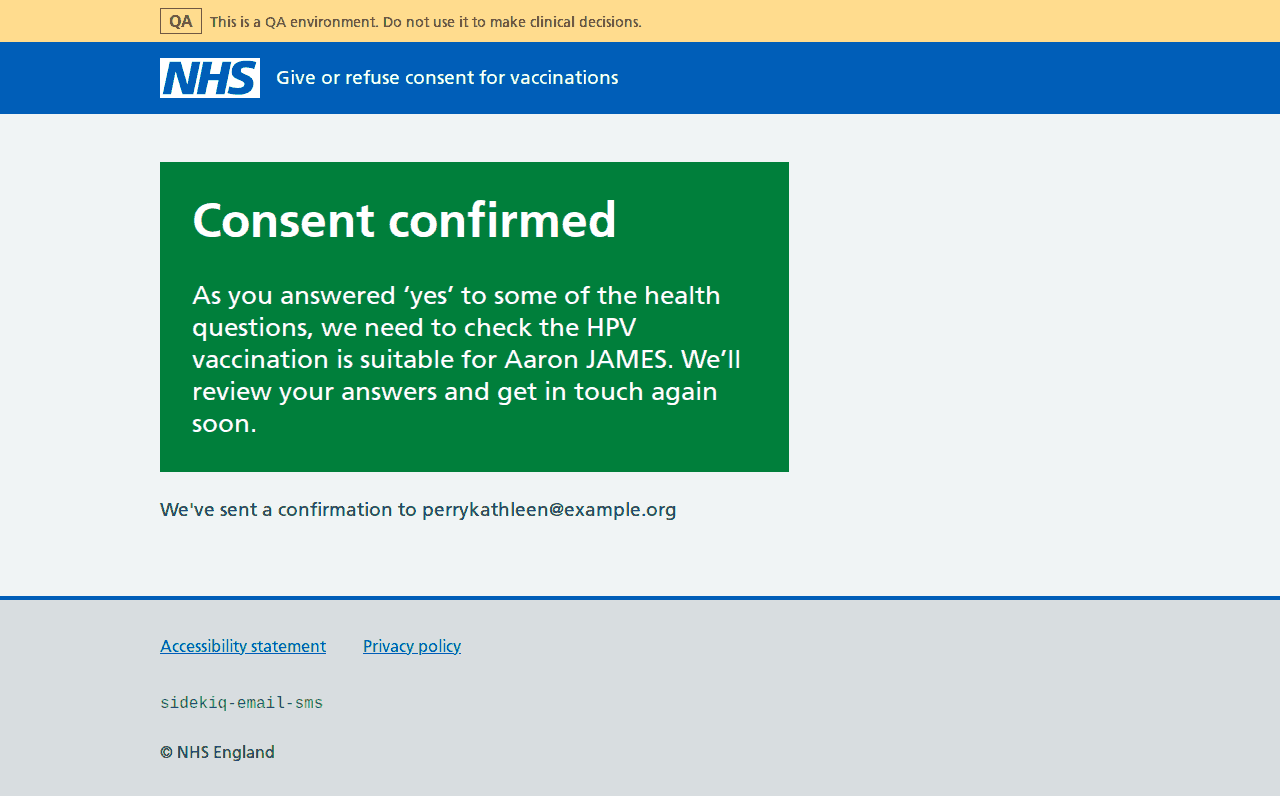 QA This is a QA environment. Do not use it to make clinical decisions.
NHS Give or refuse consent for vaccinations
Consent confirmed
As you answered ‘yes’ to some of the health
questions, we need to check the HPV
vaccination is suitable for Aaron JAMES. We’ll
review your answers and get in touch again
soon.
We've sent a confirmation to perrykathleen@example.org
Accessibility statement Privacy policy
sidekiq-email-sms
© NHS England